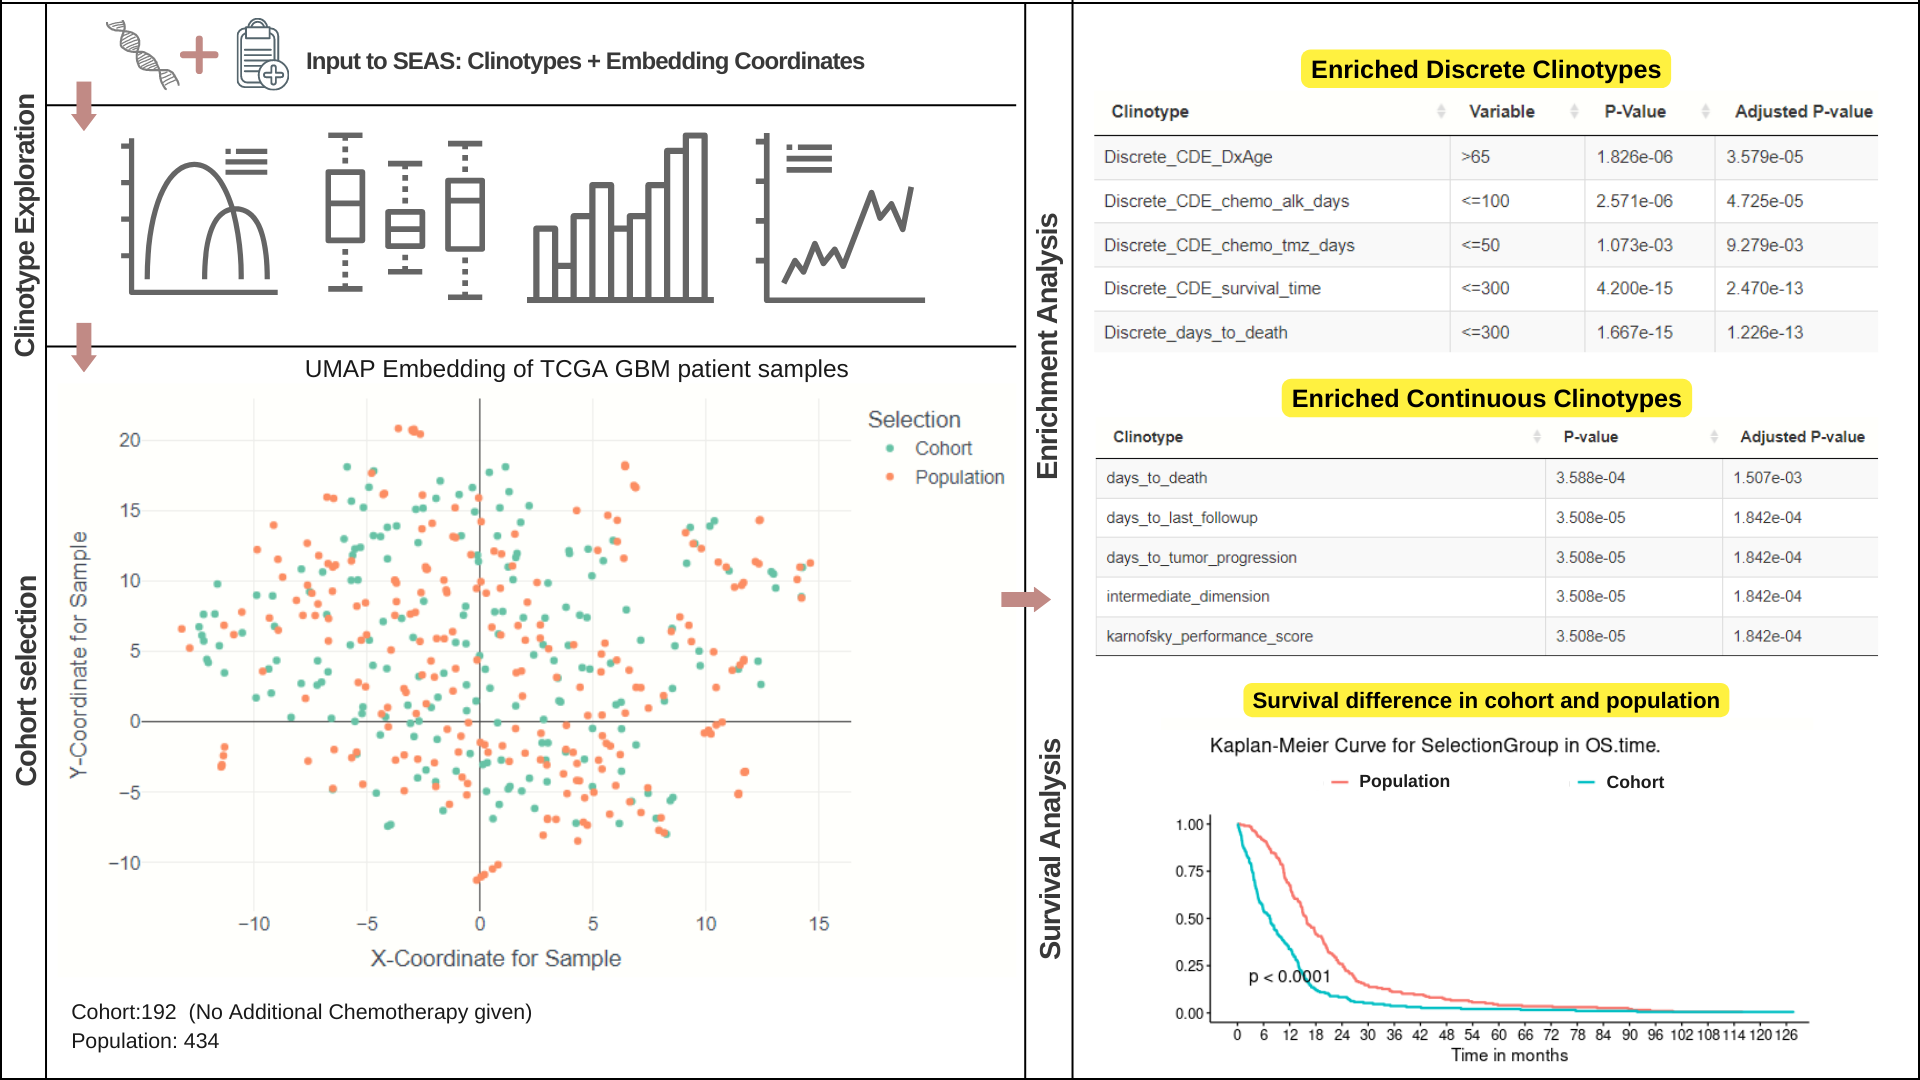 Input to SEAS: Clinotypes + Embedding Coordinates
Clinotype Exploration
Cohort selection
UMAP Embedding of TCGA GBM patient samples
Selection
Cohort
Population
Y-Coordinate for Sample
20
15
10
5
0
−5
−10
−10 −5 0 5 10 15
X-Coordinate for Sample
Cohort:192 (No Additional Chemotherapy given)
Population: 434
Enrichment Analysis
Survival Analysis
Enriched Discrete Clinotypes
Clinotype Variable P-Value Adjusted P-value
Discrete_CDE_DxAge >65 1.826e-06 3.579e-05
Discrete_CDE_chemo_alk_days <=100 2.571e-06 4.725e-05
Discrete_CDE_chemo_tmz_days <=50 1.073e-03 9.279e-03
Discrete_CDE_survival_time <=300 4.200e-15 2.470e-13
Discrete_days_to_death <=300 1.667e-15 1.226e-13
Enriched Continuous Clinotypes
Clinotype P-value Adjusted P-value
days_to_death 3.588e-04 1.507e-03
days_to_last_followup 3.508e-05 1.842e-04
days_to_tumor_progression 3.508e-05 1.842e-04
intermediate_dimension 3.508e-05 1.842e-04
karnofsky_performance_score 3.508e-05 1.842e-04
Survival difference in cohort and population
Kaplan-Meier Curve for SelectionGroup in OS.time.
Population Cohort
1.00
0.75
0.50
0.25
0.00
p < 0.0001
0 6 12 18 24 30 36 42 48 54 60 66 72 78 84 90 96 102 108 114 120 126
Time in months